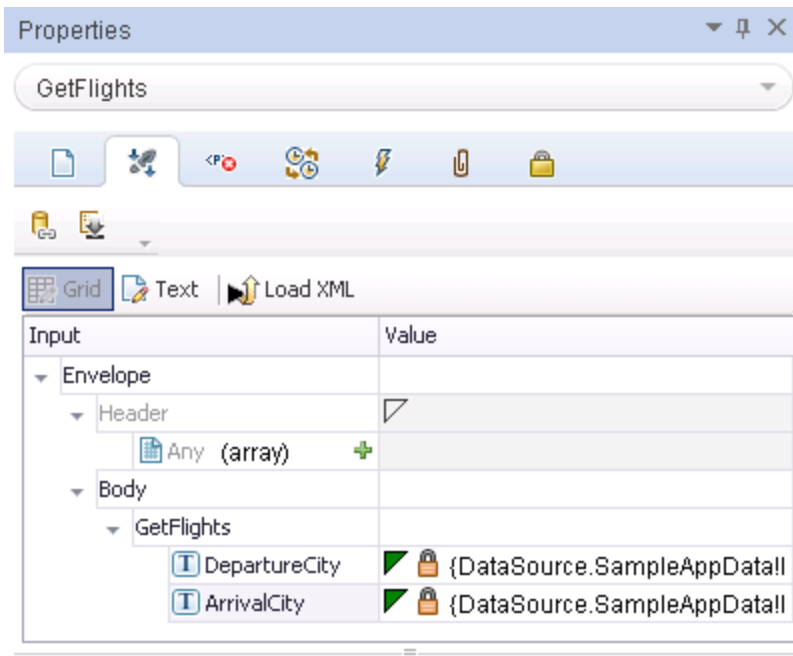 Properties
GetFlights
Grid Text Load XML
Input Value
Envelope
Header
Any (array)
Body
GetFlights
T DepartureCity {DataSource.SampleAppData!I
T ArrivalCity {DataSource.SampleAppData!I